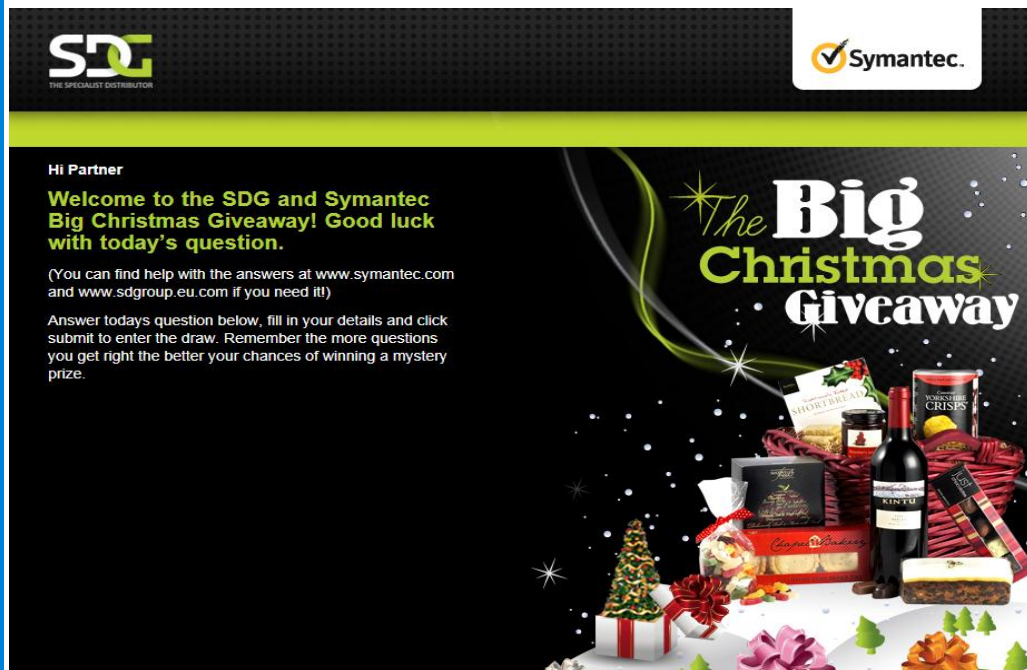 SDG
THE SPECIALIST DISTRIBUTOR
Symantec.
Hi Partner
Welcome to the SDG and Symantec
Big Christmas Giveaway! Good luck
with today's question.
(You can find help with the answers at www.symantec.com
and www.sdgroup.eu.com if you need it!)
Answer todays question below, fill in your details and click
submit to enter the draw. Remember the more questions
you get right the better your chances of winning a mystery
prize.
The Big
Christmas
Giveaway
SHORTBREAD
YORKSHIRE
CRISPS
KINTU
Just
Bakery